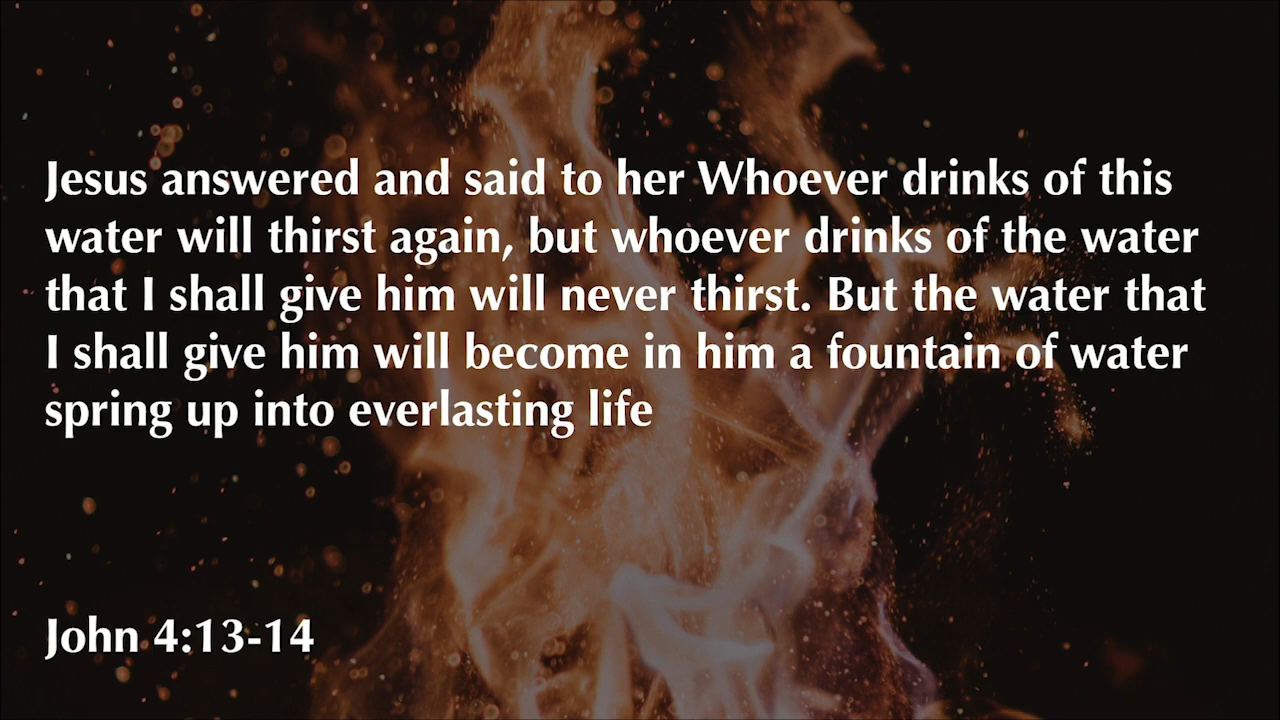 Jesus answered and said to her Whoever drinks of this
water will thirst again, but whoever drinks of the water
that I shall give him will never thirst. But the water that
I shall give him will become in him a fountain of water
spring up into everlasting life
John 4:13-14